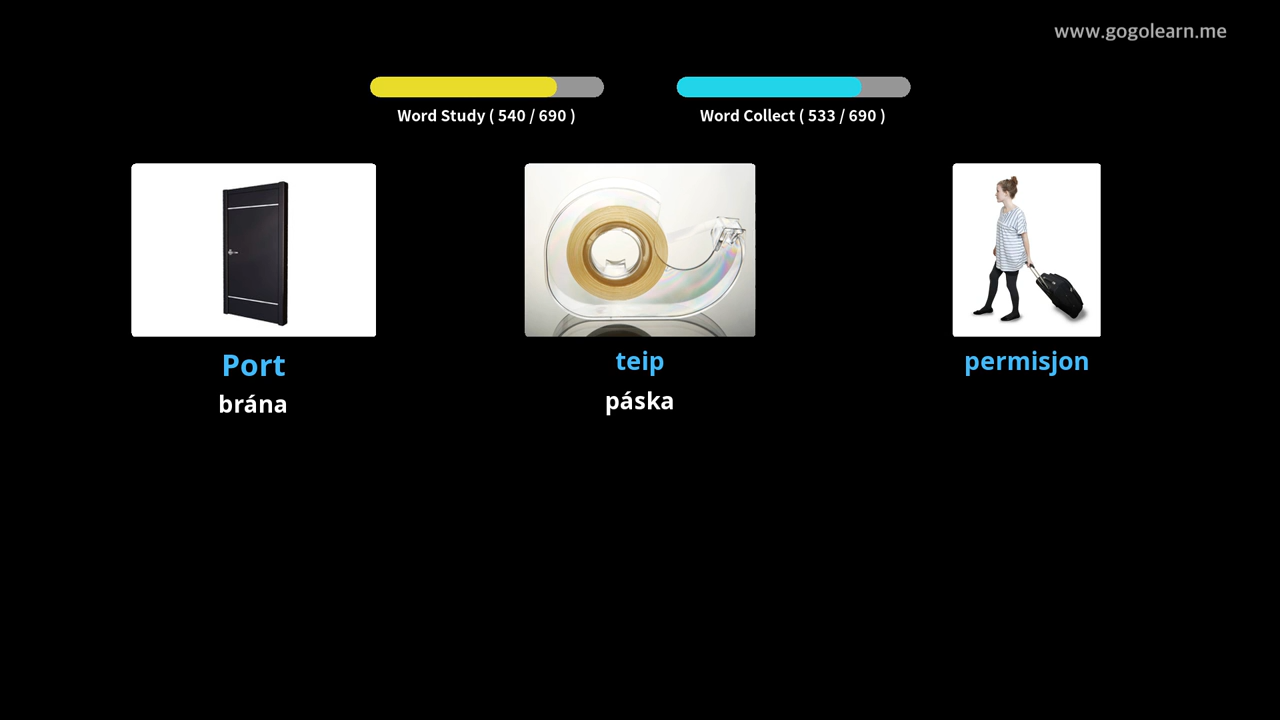 www.gogolearn.me
Word Study ( 540 / 690 )
Word Collect ( 533 / 690 )
Port
brána
teip
páska
permisjon